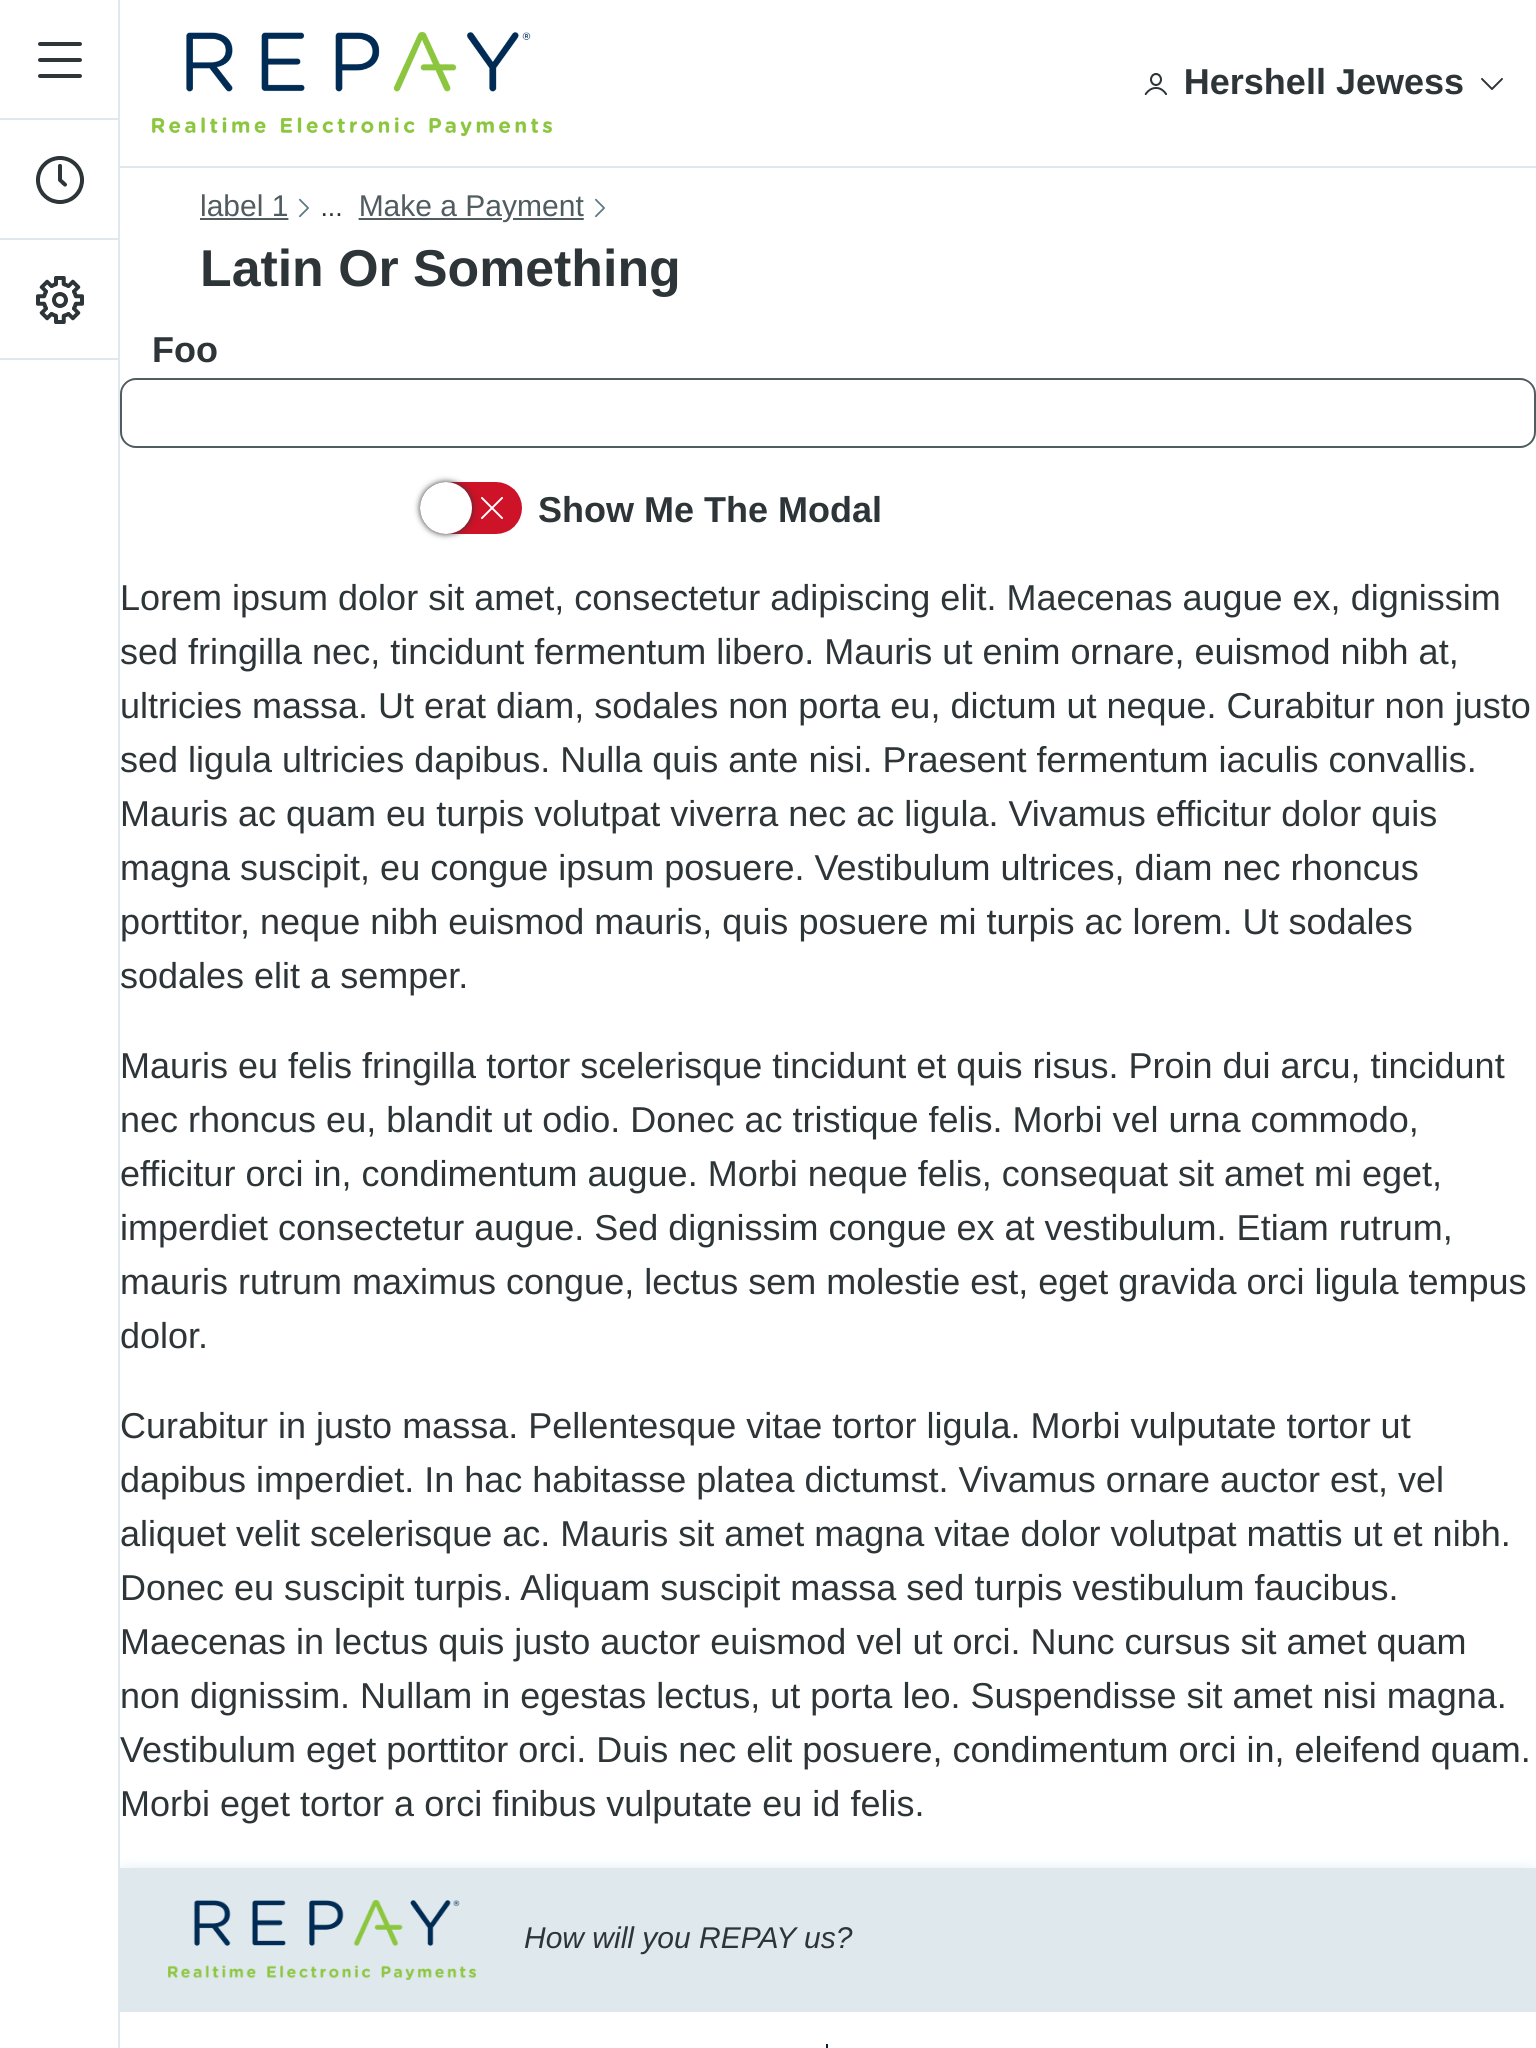 REPAY®
Realtime Electronic Payments
Hershell Jewess
label 1 ... Make a Payment
Latin Or Something
Foo
Show Me The Modal
Lorem ipsum dolor sit amet, consectetur adipiscing elit. Maecenas augue ex, dignissim
sed fringilla nec, tincidunt fermentum libero. Mauris ut enim ornare, euismod nibh at,
ultricies massa. Ut erat diam, sodales non porta eu, dictum ut neque. Curabitur non justo
sed ligula ultricies dapibus. Nulla quis ante nisi. Praesent fermentum iaculis convallis.
Mauris ac quam eu turpis volutpat viverra nec ac ligula. Vivamus efficitur dolor quis
magna suscipit, eu congue ipsum posuere. Vestibulum ultrices, diam nec rhoncus
porttitor, neque nibh euismod mauris, quis posuere mi turpis ac lorem. Ut sodales
sodales elit a semper.
Mauris eu felis fringilla tortor scelerisque tincidunt et quis risus. Proin dui arcu, tincidunt
nec rhoncus eu, blandit ut odio. Donec ac tristique felis. Morbi vel urna commodo,
efficitur orci in, condimentum augue. Morbi neque felis, consequat sit amet mi eget,
imperdiet consectetur augue. Sed dignissim congue ex at vestibulum. Etiam rutrum,
mauris rutrum maximus congue, lectus sem molestie est, eget gravida orci ligula tempus
dolor.
Curabitur in justo massa. Pellentesque vitae tortor ligula. Morbi vulputate tortor ut
dapibus imperdiet. In hac habitasse platea dictumst. Vivamus ornare auctor est, vel
aliquet velit scelerisque ac. Mauris sit amet magna vitae dolor volutpat mattis ut et nibh.
Donec eu suscipit turpis. Aliquam suscipit massa sed turpis vestibulum faucibus.
Maecenas in lectus quis justo auctor euismod vel ut orci. Nunc cursus sit amet quam
non dignissim. Nullam in egestas lectus, ut porta leo. Suspendisse sit amet nisi magna.
Vestibulum eget porttitor orci. Duis nec elit posuere, condimentum orci in, eleifend quam.
Morbi eget tortor a orci finibus vulputate eu id felis.
REPAY®
Realtime Electronic Payments
How will you REPAY us?